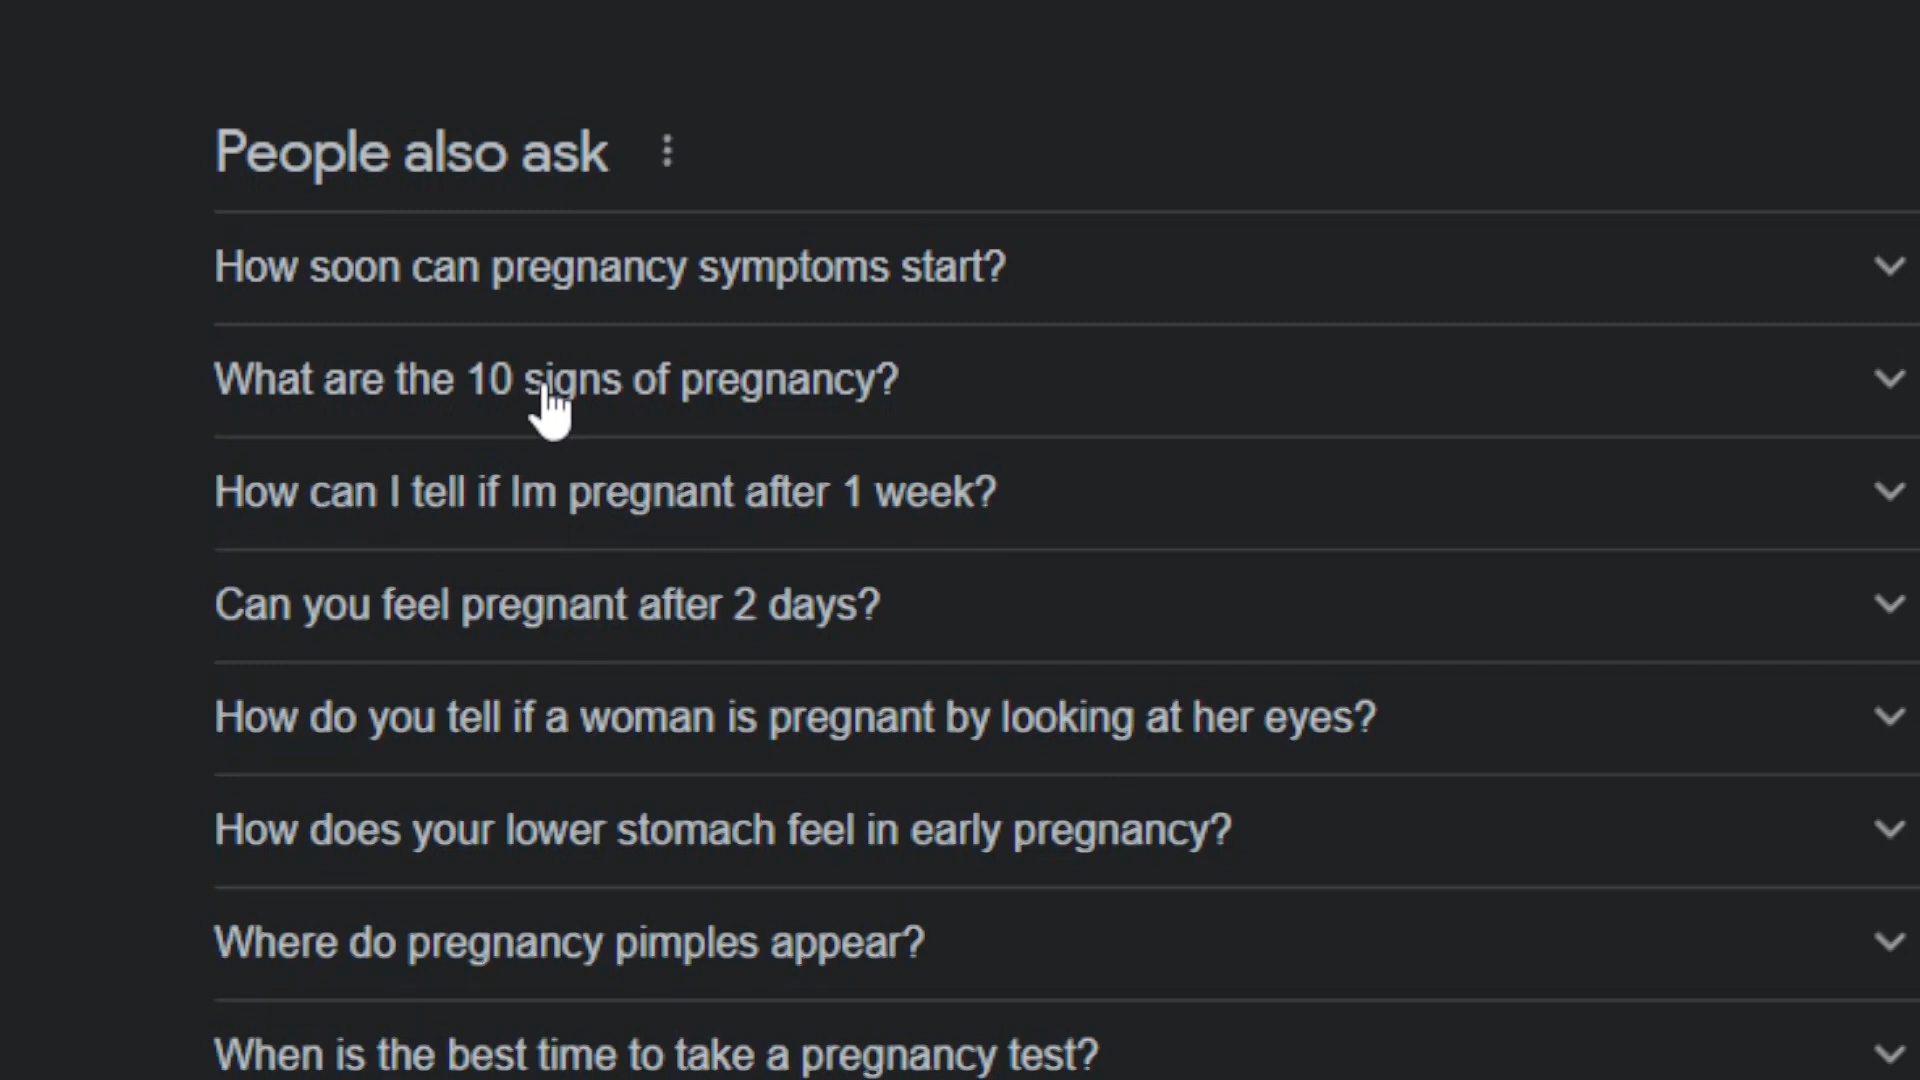 People also ask
How soon can pregnancy symptoms start?
What are the 10 signs of pregnancy?
How can I tell if Im pregnant after 1 week?
Can you feel pregnant after 2 days?
How do you tell if a woman is pregnant by looking at her eyes?
How does your lower stomach feel in early pregnancy?
Where do pregnancy pimples appear?
When is the best time to take a pregnancy test?